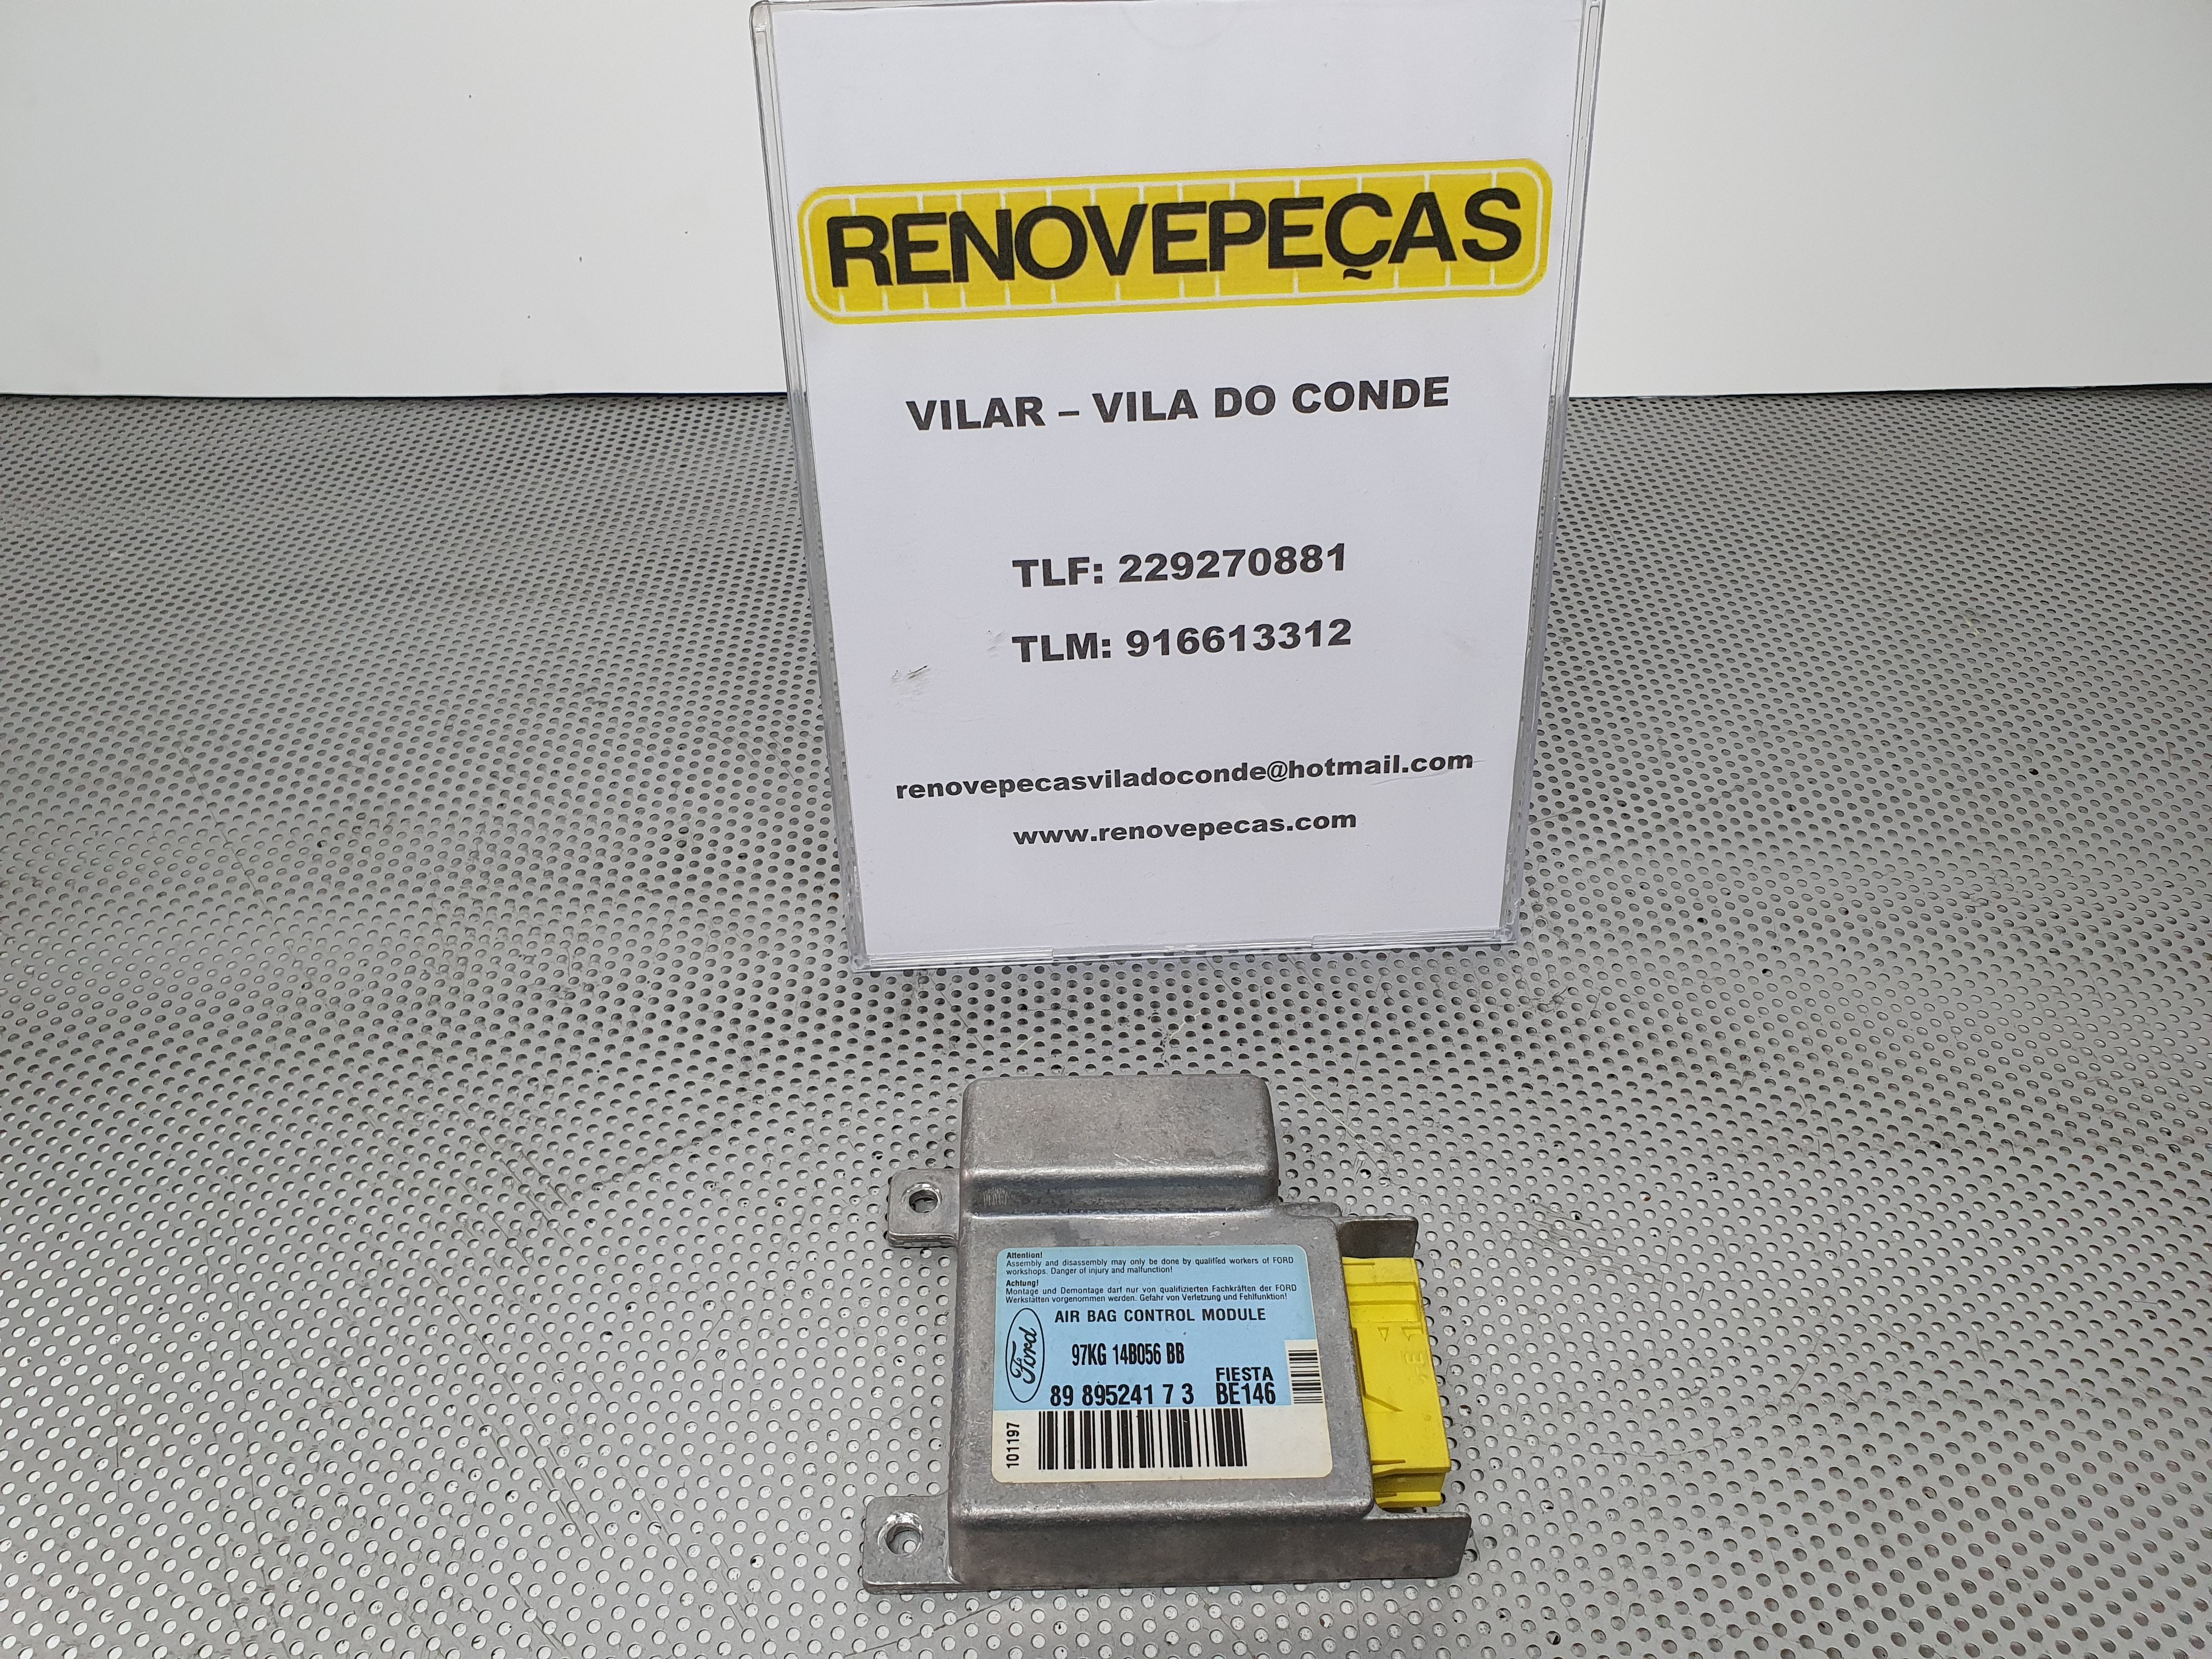 RENOVEPEÇAS
VILAR – VILA DO CONDE
TLF: 229270881
TLM: 916613312
renovepecasviladoconde@hotmail.com
www.renovepecas.com
Attention!
Assembly and disassembly may only be done by qualified workers of FORD
workshops. Danger of injury and malfunction!
Achtung!
Montage und Demontage darf nur von qualifizierten Fachkräften der FORD
Werkstätten vorgenommen werden. Gefahr von Verletzung und Fehlfunktion!
AIR BAG CONTROL MODULE
Ford
97KG 14B056 BB
FIESTA
89 895241 7 3 BE146
101197